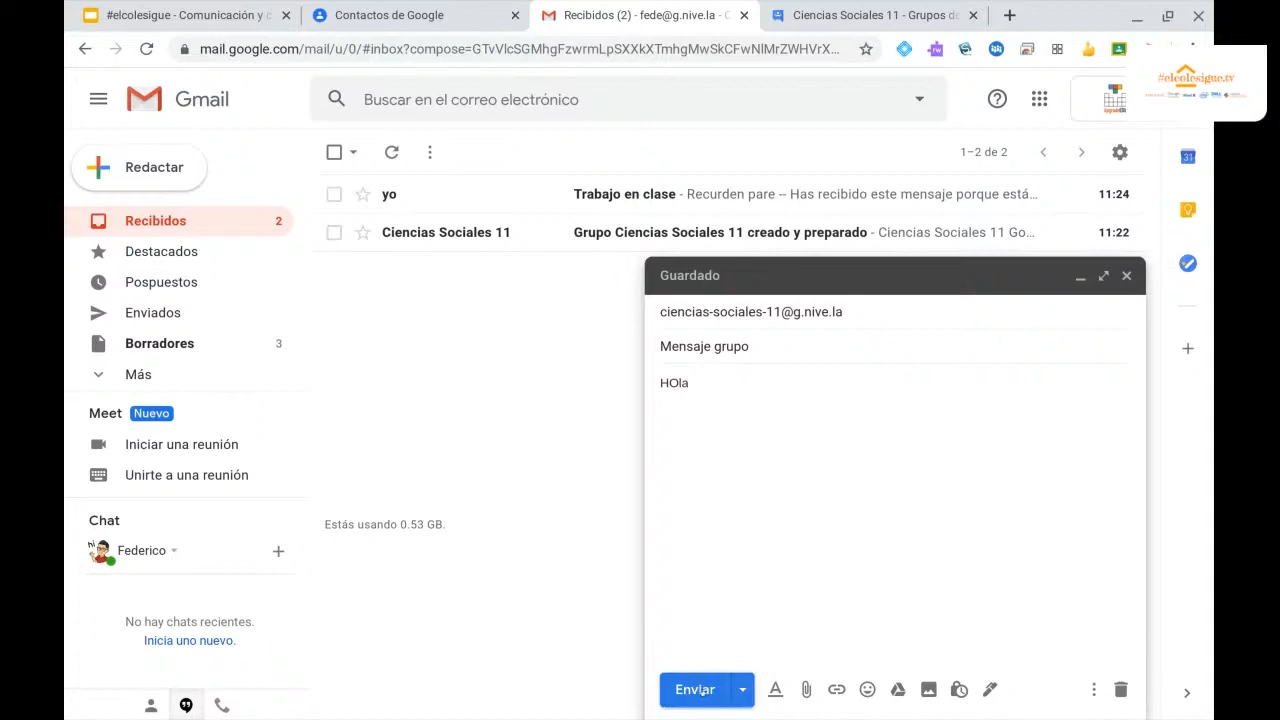 #elcolesigue - Comunicación y c
Contactos de Google
Recibidos (2) - fede@g.nive.la - C
Ciencias Sociales 11 - Grupos de
mail.google.com/mail/u/0/#inbox?compose=GTvVlcSGMhgFzwrmLpSXXkXTmhgMwSkCFwNlMrZWHVrX...
#elcolesigue.tv
Gmail
Buscar en el correo electrónico
Redactar
1–2 de 2
yo
Trabajo en clase - Recurden pare -- Has recibido este mensaje porque está...
11:24
Ciencias Sociales 11
Grupo Ciencias Sociales 11 creado y preparado - Ciencias Sociales 11 Go...
11:22
Recibidos
2
Destacados
Pospuestos
Enviados
Borradores
3
Más
Meet
Nuevo
Iniciar una reunión
Unirte a una reunión
Chat
hi
Federico
No hay chats recientes.
Inicia uno nuevo.
Estás usando 0.53 GB.
Guardado
ciencias-sociales-11@g.nive.la
Mensaje grupo
HOla
Enviar
31